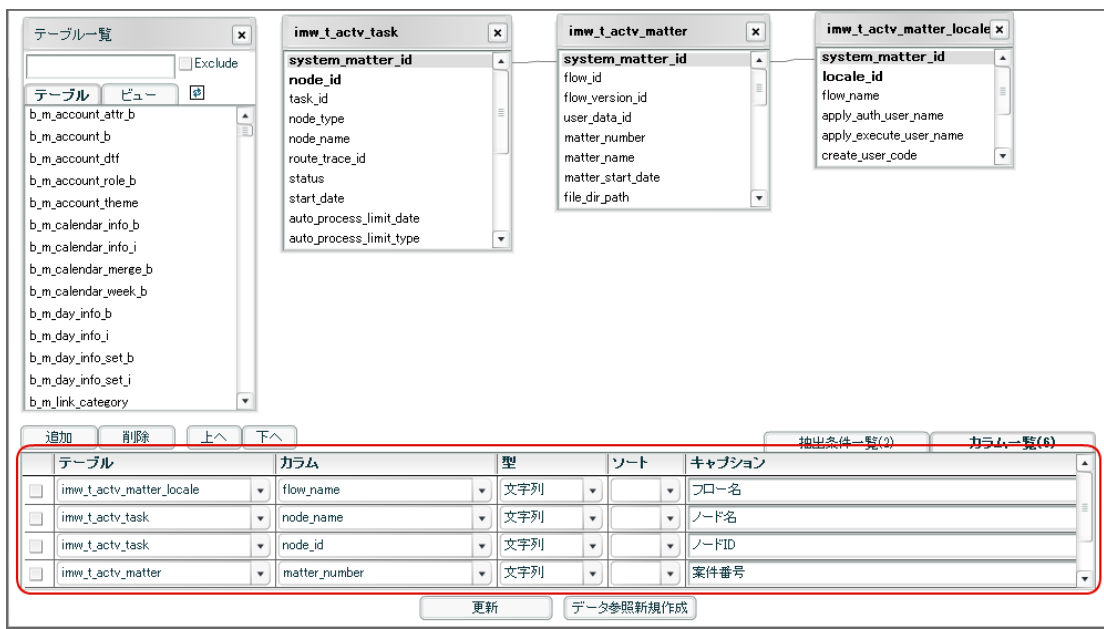 テーブル一覧
Exclude
テーブル ビュー
b_m_account_attr_b
b_m_account_b
b_m_account_dtf
b_m_account_role_b
b_m_account_theme
b_m_calendar_info_b
b_m_calendar_info_i
b_m_calendar_merge_b
b_m_calendar_week_b
b_m_day_info_b
b_m_day_info_i
b_m_day_info_set_b
b_m_day_info_set_i
b_m_link_category
imw_t_actv_task
system_matter_id
node_id
task_id
node_type
node_name
route_trace_id
status
start_date
auto_process_limit_date
auto_process_limit_type
imw_t_actv_matter
system_matter_id
flow_id
flow_version_id
user_data_id
matter_number
matter_name
matter_start_date
file_dir_path
imw_t_actv_matter_locale
system_matter_id
locale_id
flow_name
apply_auth_user_name
apply_execute_user_name
create_user_code
追加 削除 上へ 下へ 抽出条件一覧(2) カラム一覧(6)
テーブル カラム 型 ソート キャプション
imw_t_actv_matter_locale flow_name 文字列 フロー名
imw_t_actv_task node_name 文字列 ノード名
imw_t_actv_task node_id 文字列 ノードID
imw_t_actv_matter matter_number 文字列 案件番号
更新 データ参照新規作成